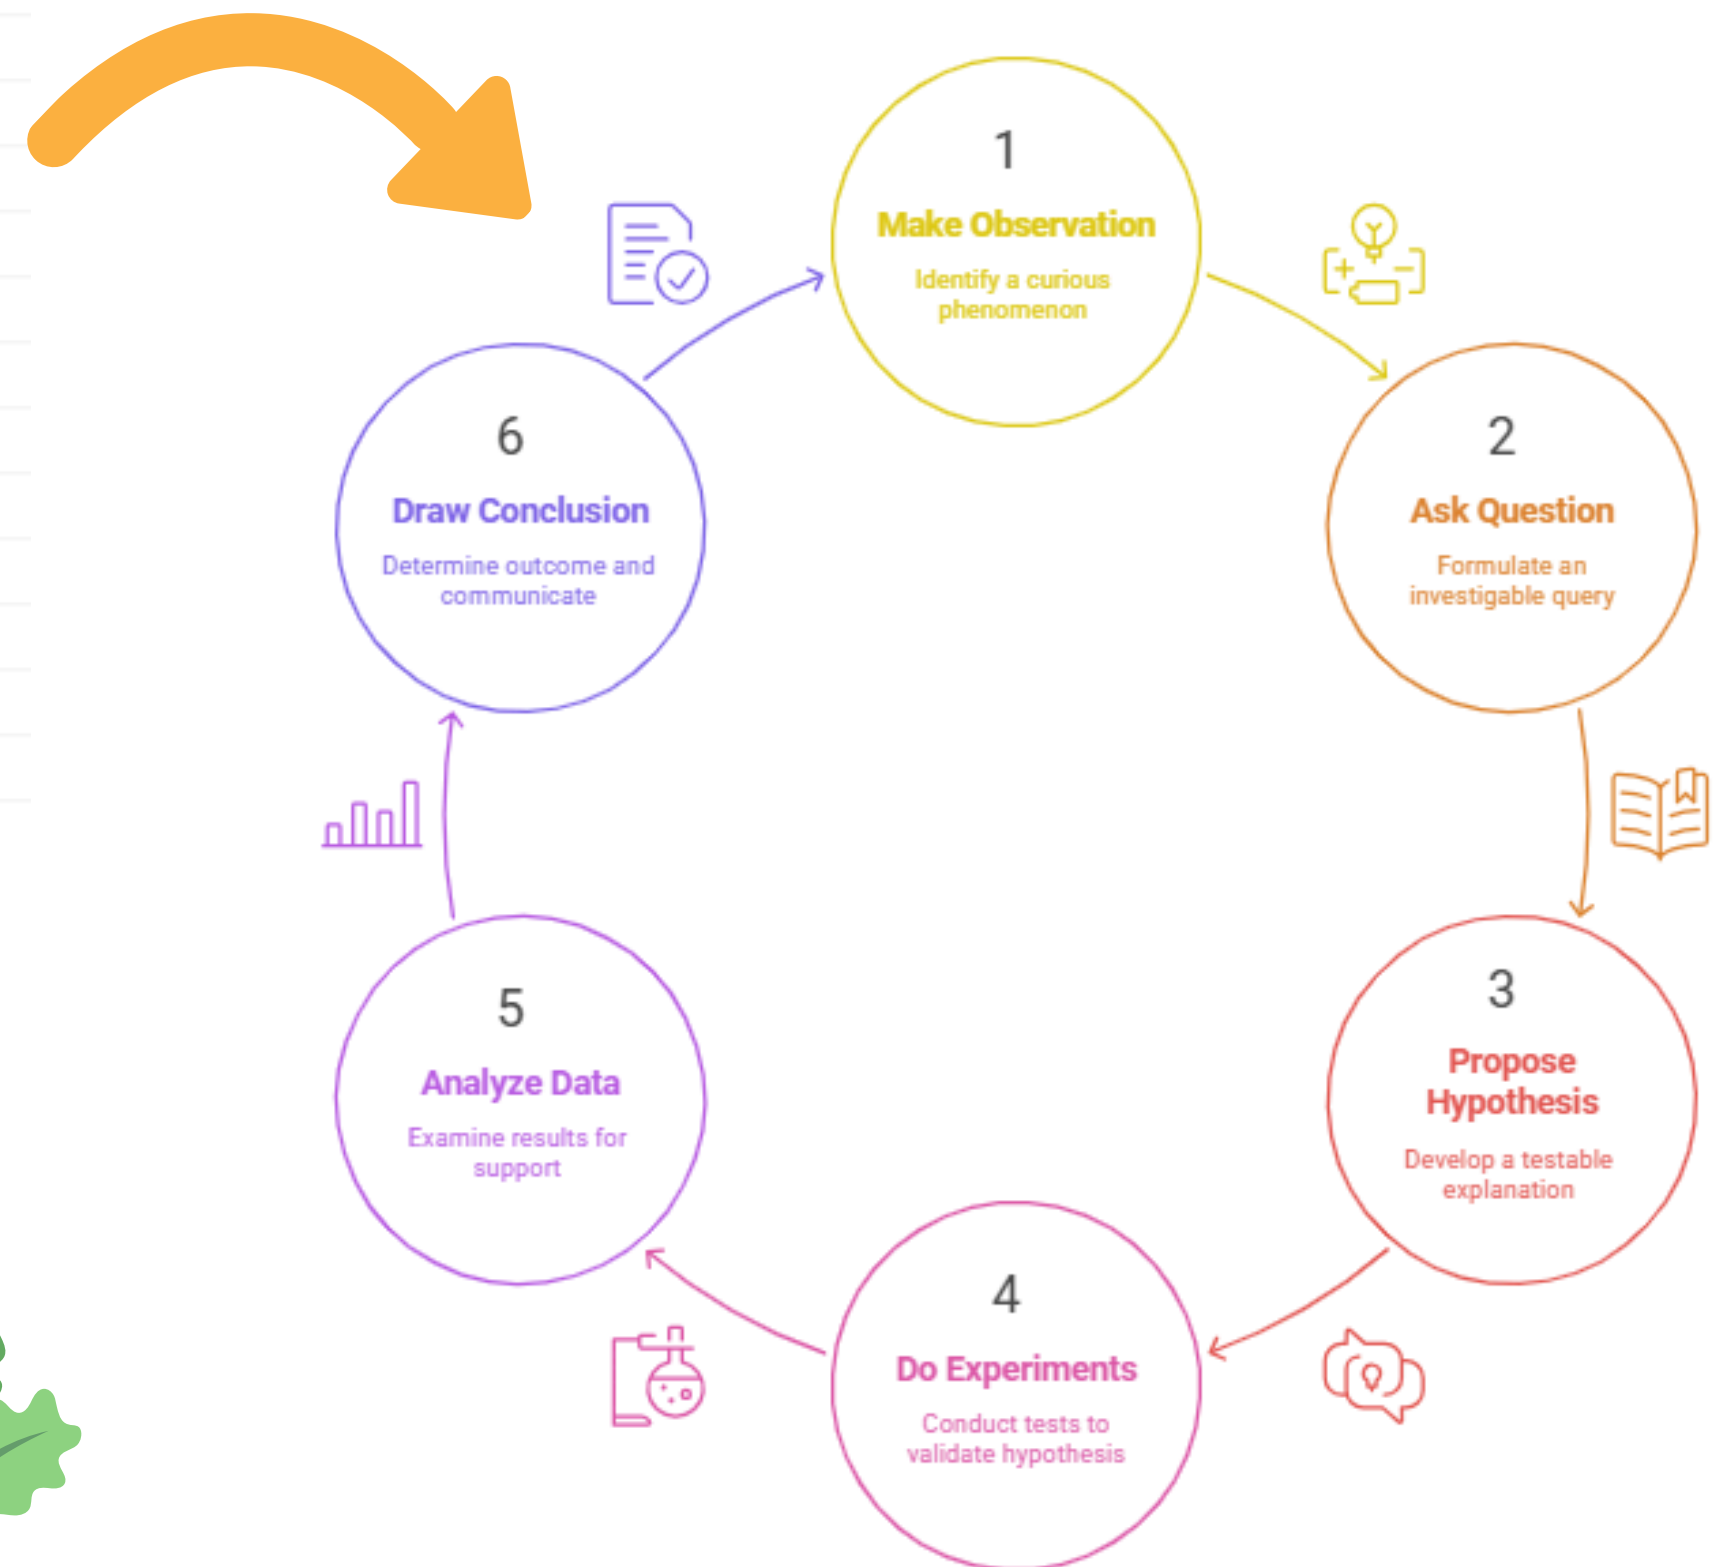 1
Make Observation
Identify a curious
phenomenon
2
Ask Question
Formulate an
investigable query
3
Propose
Hypothesis
Develop a testable
explanation
4
Do Experiments
Conduct tests to
validate hypothesis
5
Analyze Data
Examine results for
support
6
Draw Conclusion
Determine outcome and
communicate